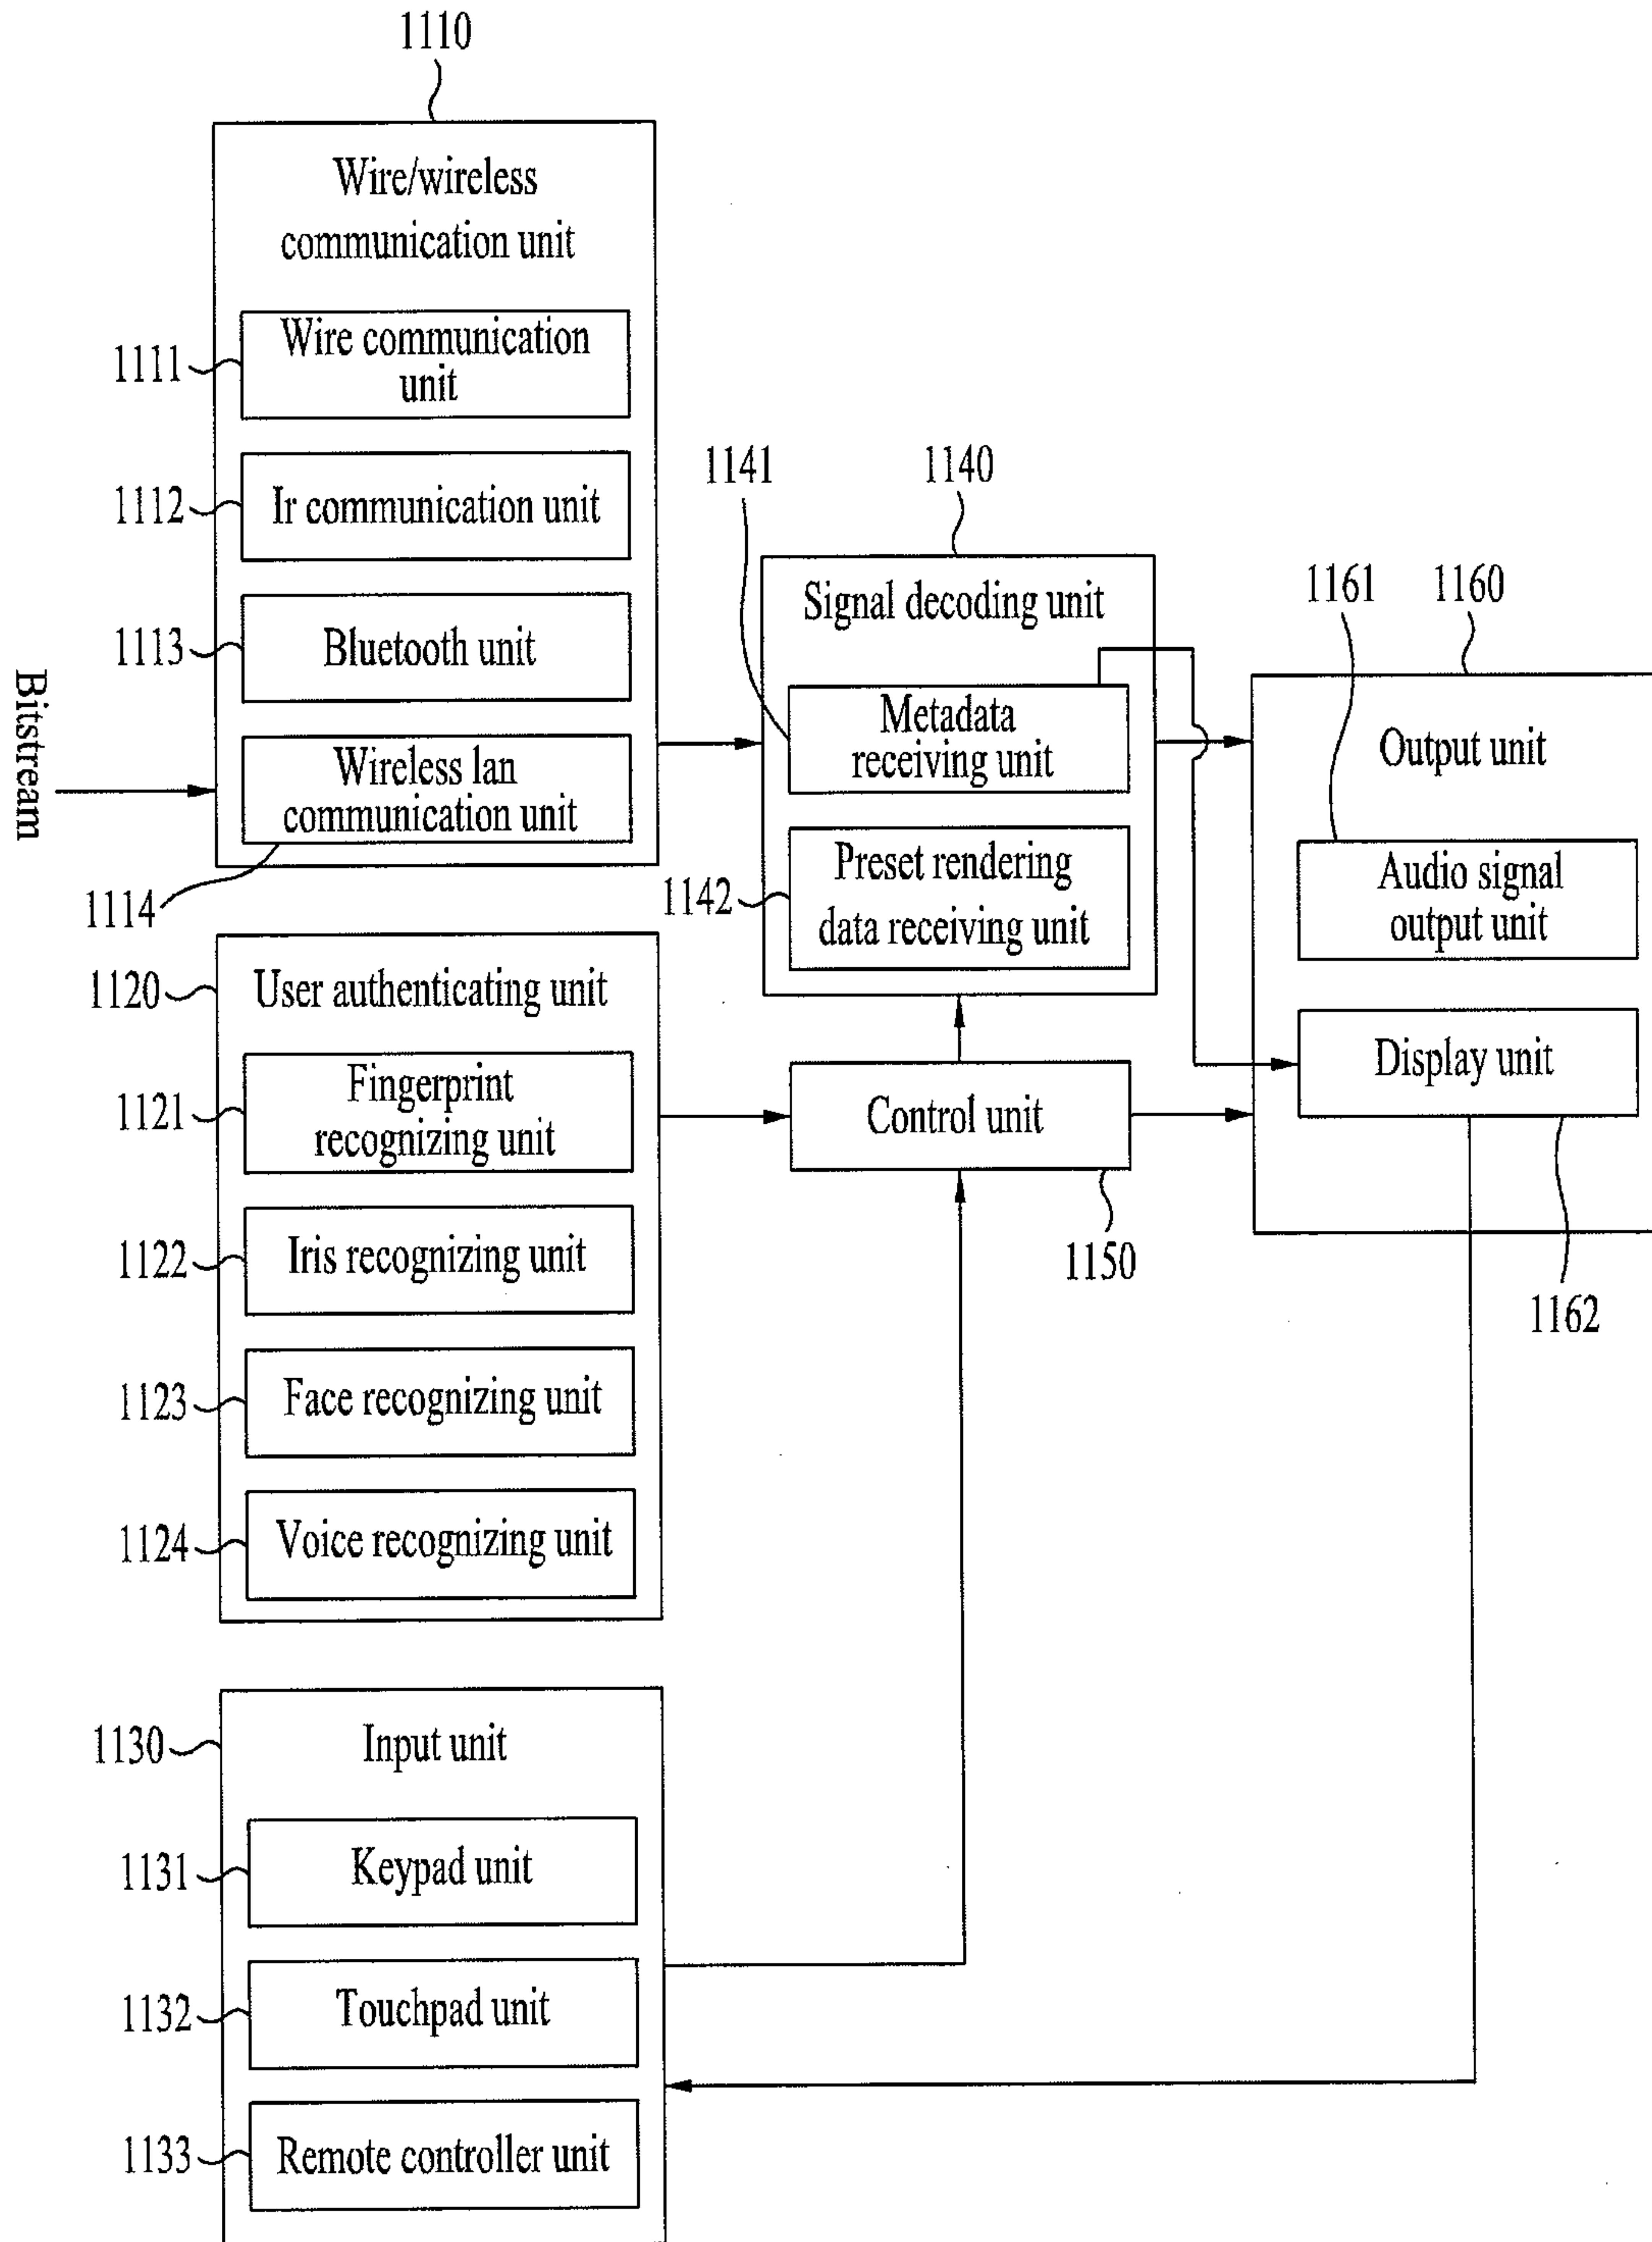 1110
Wire/wireless
communication unit
1111
Wire communication
unit
1112
Ir communication unit
1113
Bluetooth unit
Bitstream
Wireless lan
communication unit
1114
1120
User authenticating unit
1121
Fingerprint
recognizing unit
1122
Iris recognizing unit
1123
Face recognizing unit
1124
Voice recognizing unit
1130
Input unit
1131
Keypad unit
1132
Touchpad unit
1133
Remote controller unit
1141
1140
Signal decoding unit
Metadata
receiving unit
1142
Preset rendering
data receiving unit
Control unit
1150
1161
1160
Output unit
Audio signal
output unit
Display unit
1162